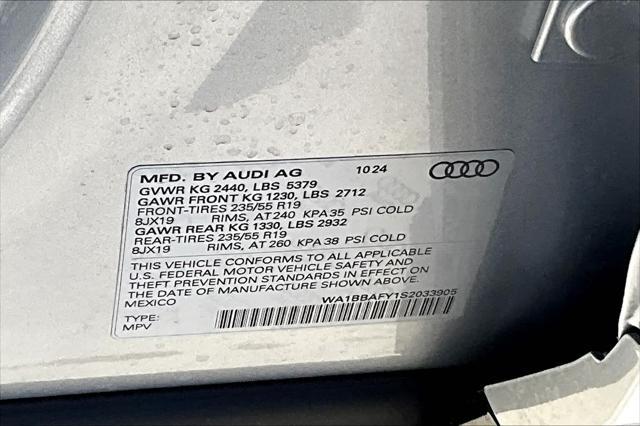 MFD. BY AUDI AG 10 24
GVWR KG 2440, LBS 5379
GAWR FRONT KG 1230, LBS 2712
FRONT-TIRES 235/55 R19
8JX19 RIMS, AT 240 KPA 35 PSI COLD
GAWR REAR KG 1330, LBS 2932
REAR-TIRES 235/55 R19
8JX19 RIMS, AT 260 KPA 38 PSI COLD
THIS VEHICLE CONFORMS TO ALL APPLICABLE
U.S. FEDERAL MOTOR VEHICLE SAFETY AND
THEFT PREVENTION STANDARDS IN EFFECT ON
THE DATE OF MANUFACTURE SHOWN ABOVE.
MEXICO WA1BBAFY1S2033905
TYPE:
MPV